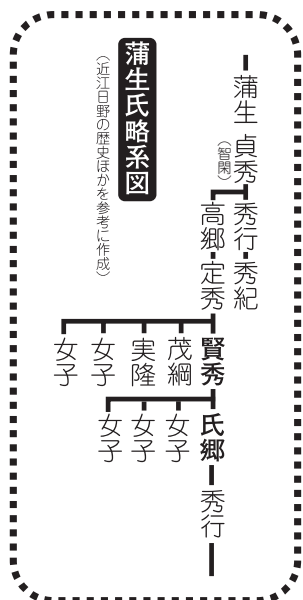 蒲生氏略系図
（近江日野の歴史ほかを参考に作成）
蒲生 貞秀
（智閑）
秀行
秀紀
高郷
定秀
賢秀
茂綱
実隆
女子
女子
氏郷
女子
女子
女子
秀行